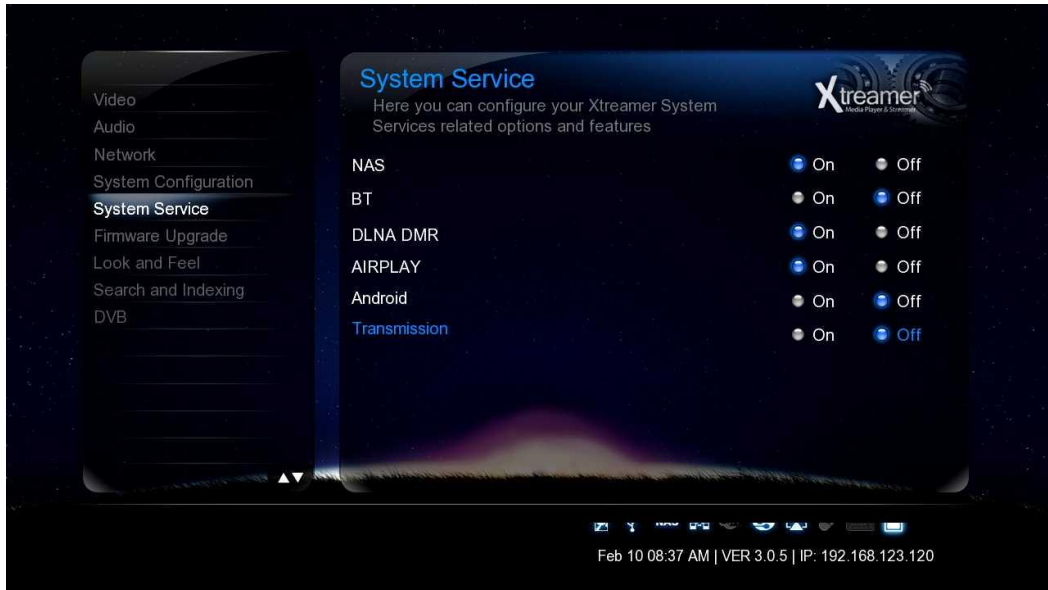 Video
Audio
Network
System Configuration
System Service
Firmware Upgrade
Look and Feel
Search and Indexing
DVB
System Service
Here you can configure your Xtreamer System
Services related options and features
Xtreamer
Media Player & Streamer
NAS On Off
BT On Off
DLNA DMR On Off
AIRPLAY On Off
Android On Off
Transmission On Off
NAS
Feb 10 08:37 AM | VER 3.0.5 | IP: 192.168.123.120